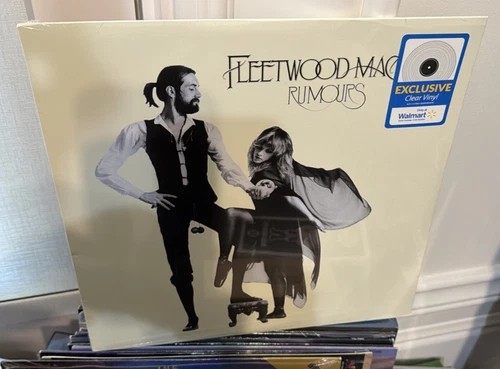 FLEETWOOD MAC
RUMOURS
EXCLUSIVE
Clear Vinyl
Walmart